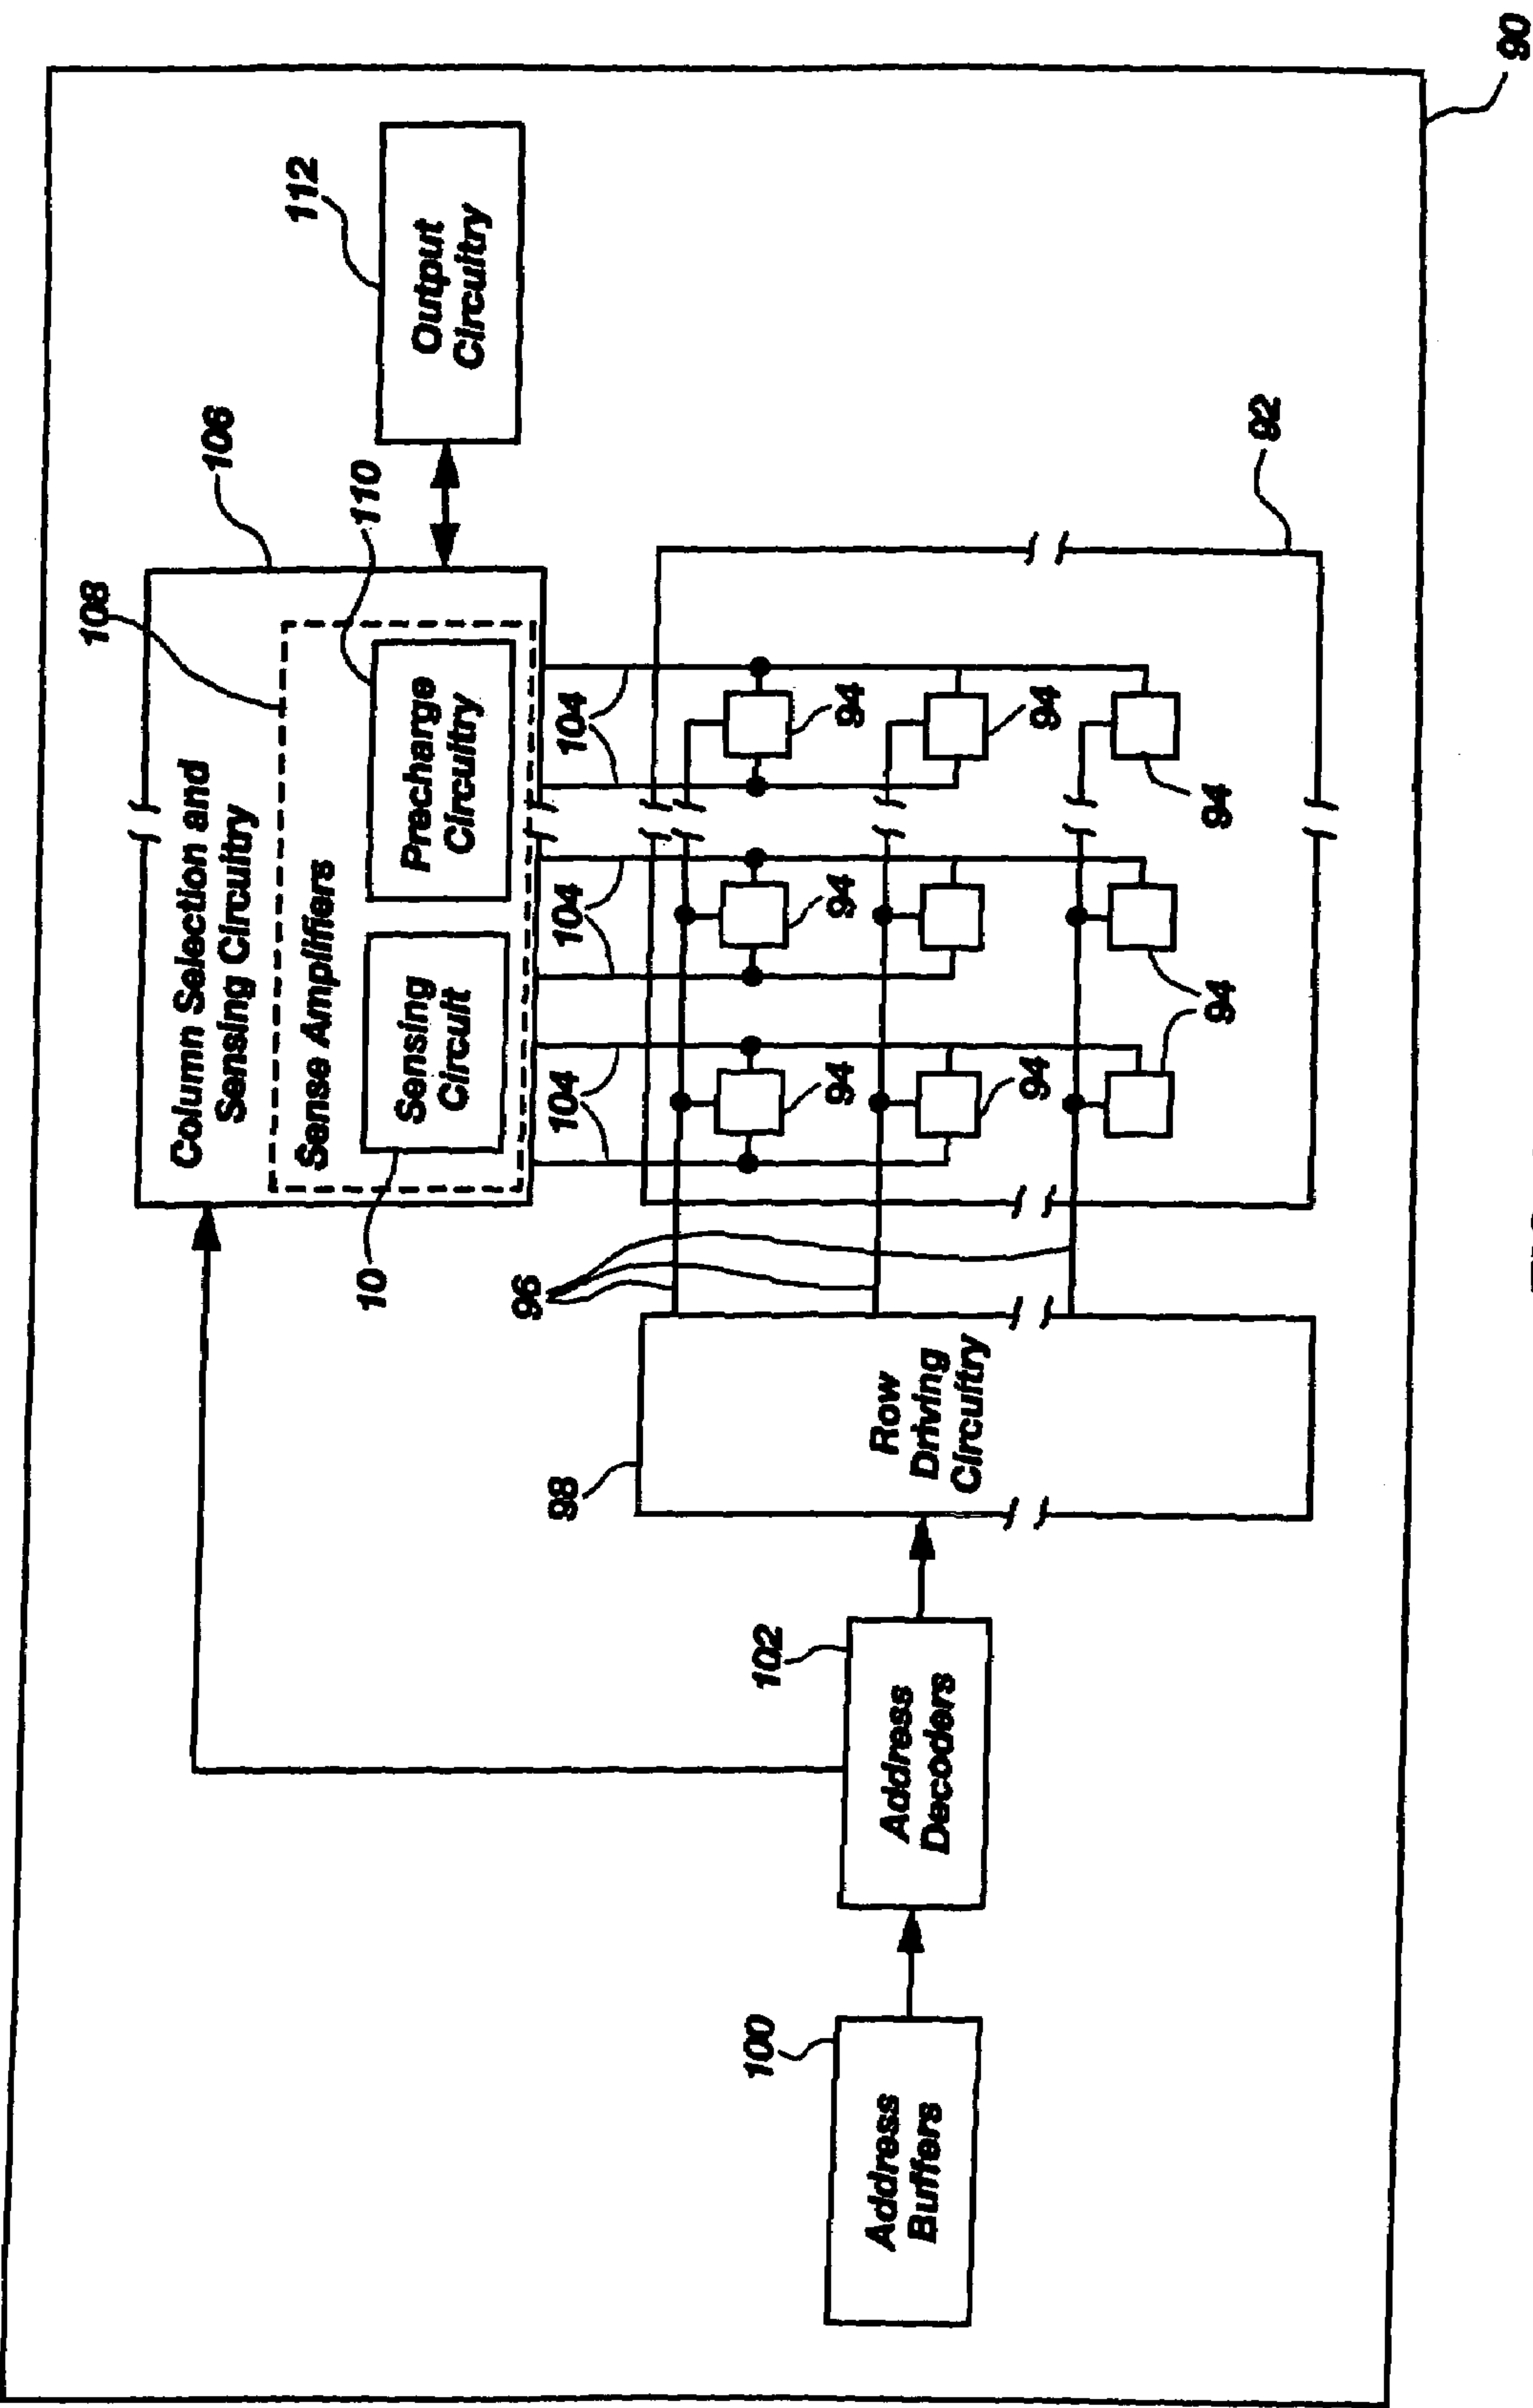 108
106
Column Selection and
Sensing Circuitry
112
Sense Amplifiers
110
10
Sensing
Circuit
Precharge
Circuitry
Output
Circuitry
96
98
104
104
104
100
102
94
94
94
Address
Buffers
Address
Decoders
Row
Driving
Circuitry
94
94
94
94
92
90